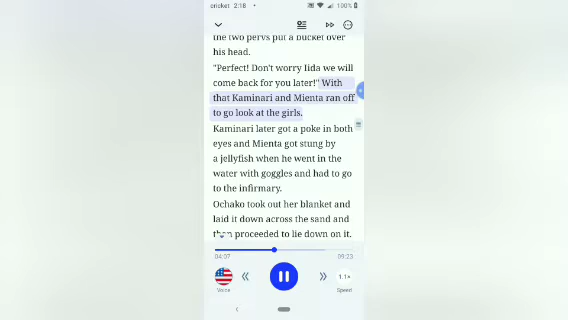 cricket 2:18 • 100%
the two pervs put a bucket over
his head.
"Perfect! Don't worry Iida we will
come back for you later!" With
that Kaminari and Mienta ran off
to go look at the girls.
Kaminari later got a poke in both
eyes and Mienta got stung by
a jellyfish when he went in the
water with goggles and had to go
to the infirmary.
Ochako took out her blanket and
laid it down across the sand and
then proceeded to lie down on it.
04:07 09:23
1.1×
Voice Speed